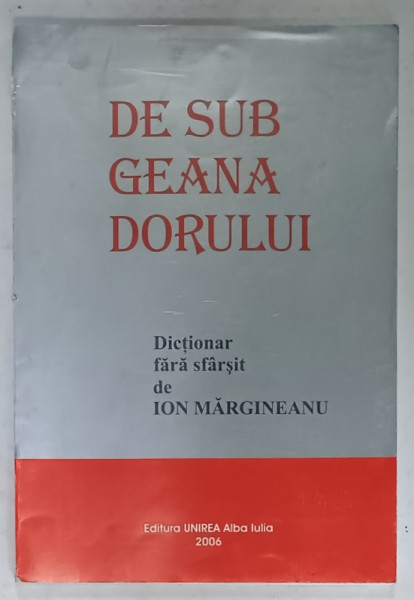 DE SUB
GEANA
DORULUI
Dicționar
fără sfârșit
de
ION MĂRGINEANU
Editura UNIREA Alba Iulia
2006